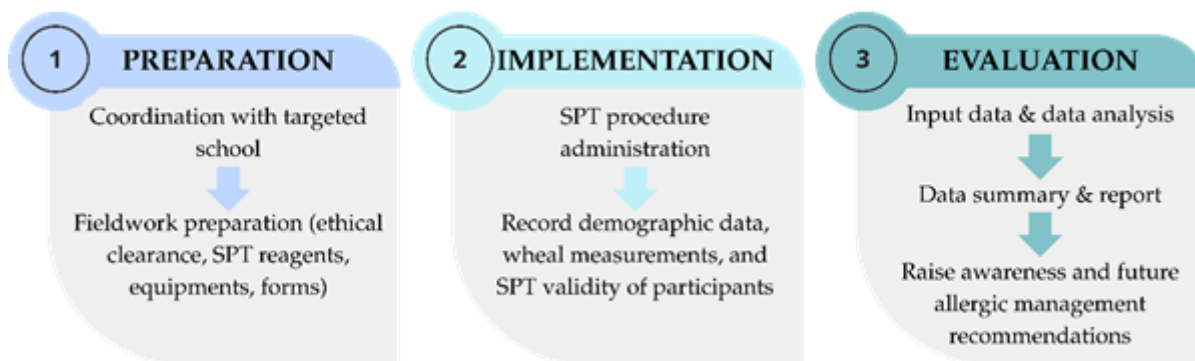 1 PREPARATION
Coordination with targeted
school
Fieldwork preparation (ethical
clearance, SPT reagents,
equipments, forms)
2 IMPLEMENTATION
SPT procedure
administration
Record demographic data,
wheal measurements, and
SPT validity of participants
3 EVALUATION
Input data & data analysis
Data summary & report
Raise awareness and future
allergic management
recommendations